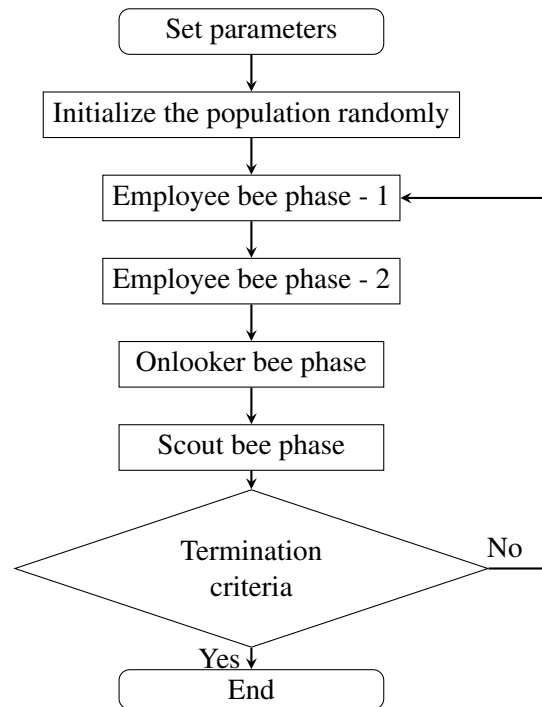 Set parameters
Initialize the population randomly
Employee bee phase - 1
Employee bee phase - 2
Onlooker bee phase
Scout bee phase
Termination
criteria
No
Yes
End